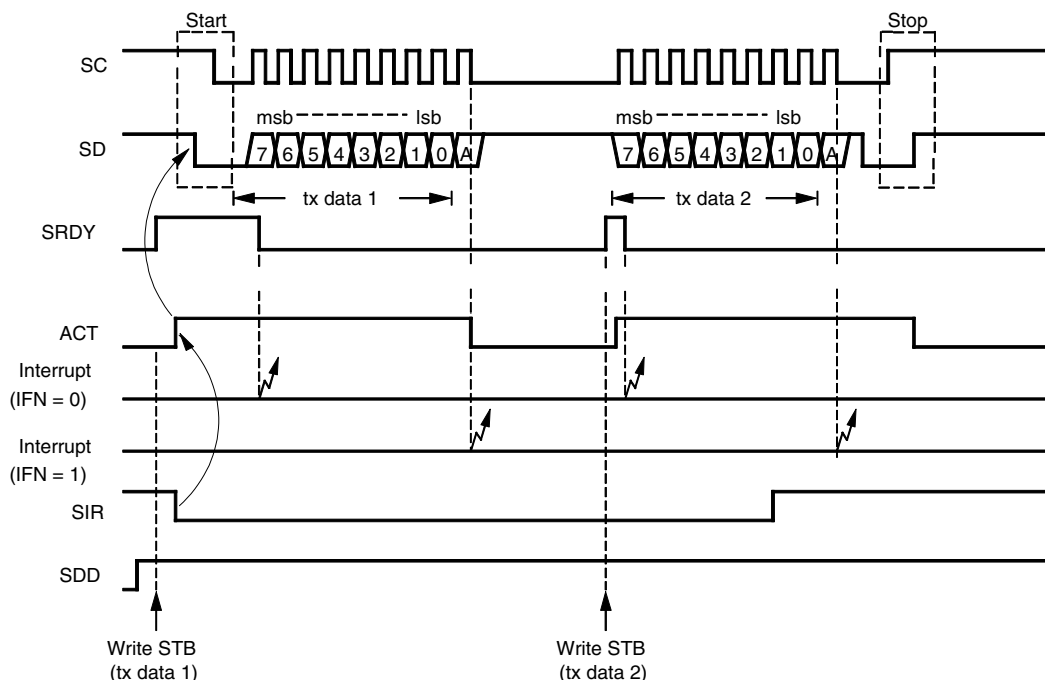 Start Stop
SC
msb lsb msb lsb
SD 7 6 5 4 3 2 1 0 A 7 6 5 4 3 2 1 0 A
tx data 1 tx data 2
SRDY
ACT
Interrupt
(IFN = 0)
Interrupt
(IFN = 1)
SIR
SDD
Write STB Write STB
(tx data 1) (tx data 2)